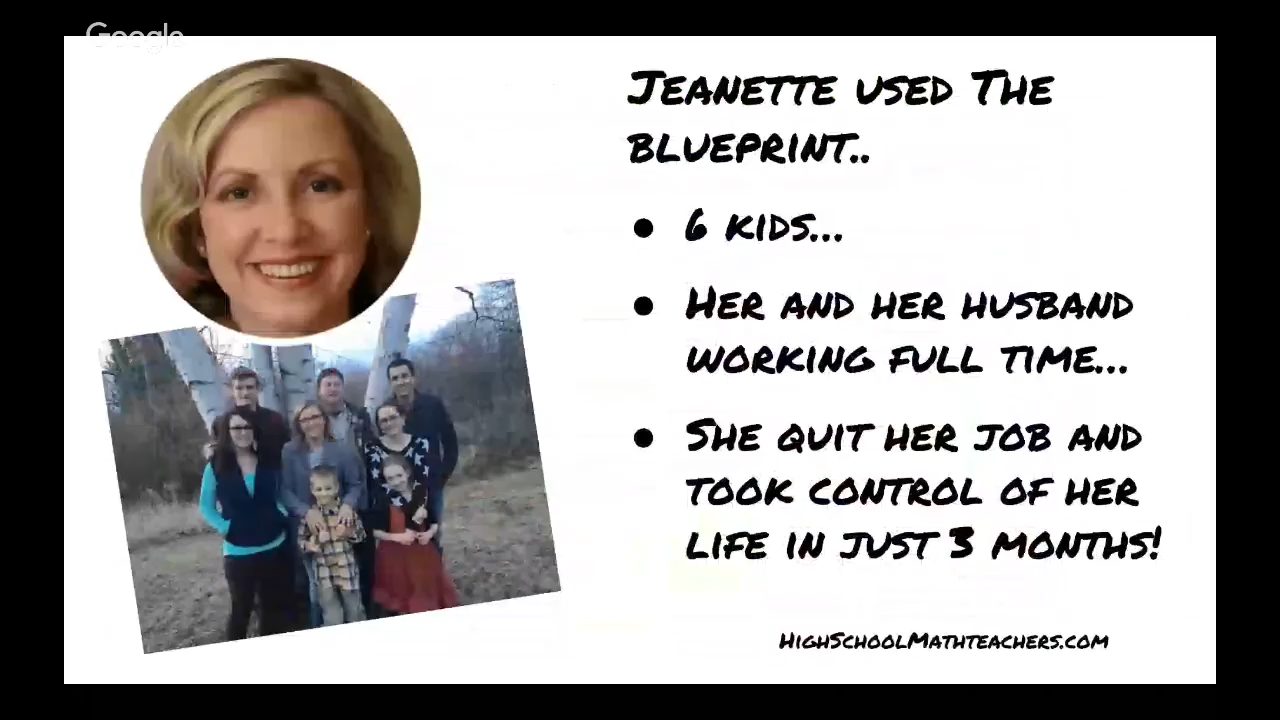 Google
Jeanette used The
blueprint..
● 6 kids...
● Her and her husband
working full time...
● She quit her job and
took control of her
life in just 3 months!
HighSchoolMathteachers.com